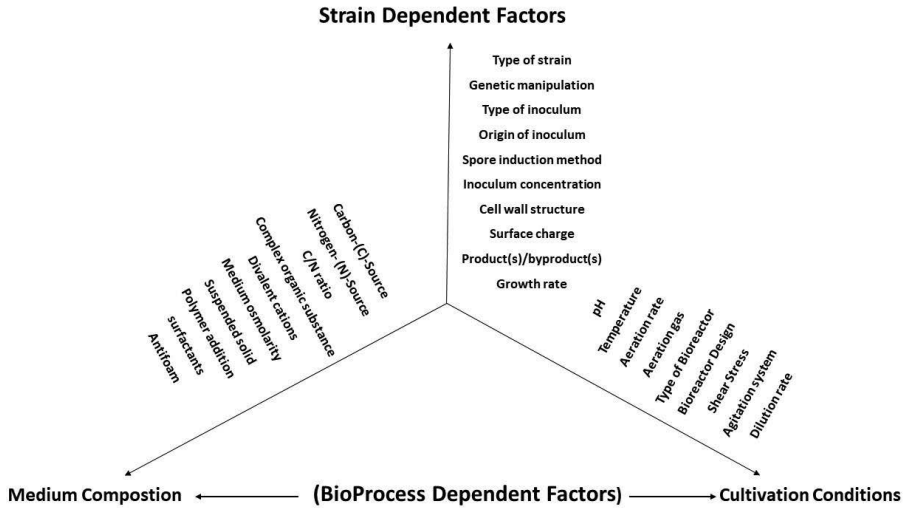 Strain Dependent Factors
Type of strain
Genetic manipulation
Type of inoculum
Origin of inoculum
Spore induction method
Inoculum concentration
Cell wall structure
Surface charge
Product(s)/byproduct(s)
Growth rate
Carbon-(C)-Source
Nitrogen- (N)-Source
C/N ratio
Complex organic substance
Divalent cations
Medium osmolarity
Suspended solid
Polymer addition
surfactants
Antifoam
pH
Temperature
Aeration rate
Aeration gas
Type of Bioreactor
Bioreactor Design
Shear Stress
Agitation system
Dilution rate
Medium Compostion
(BioProcess Dependent Factors)
Cultivation Conditions